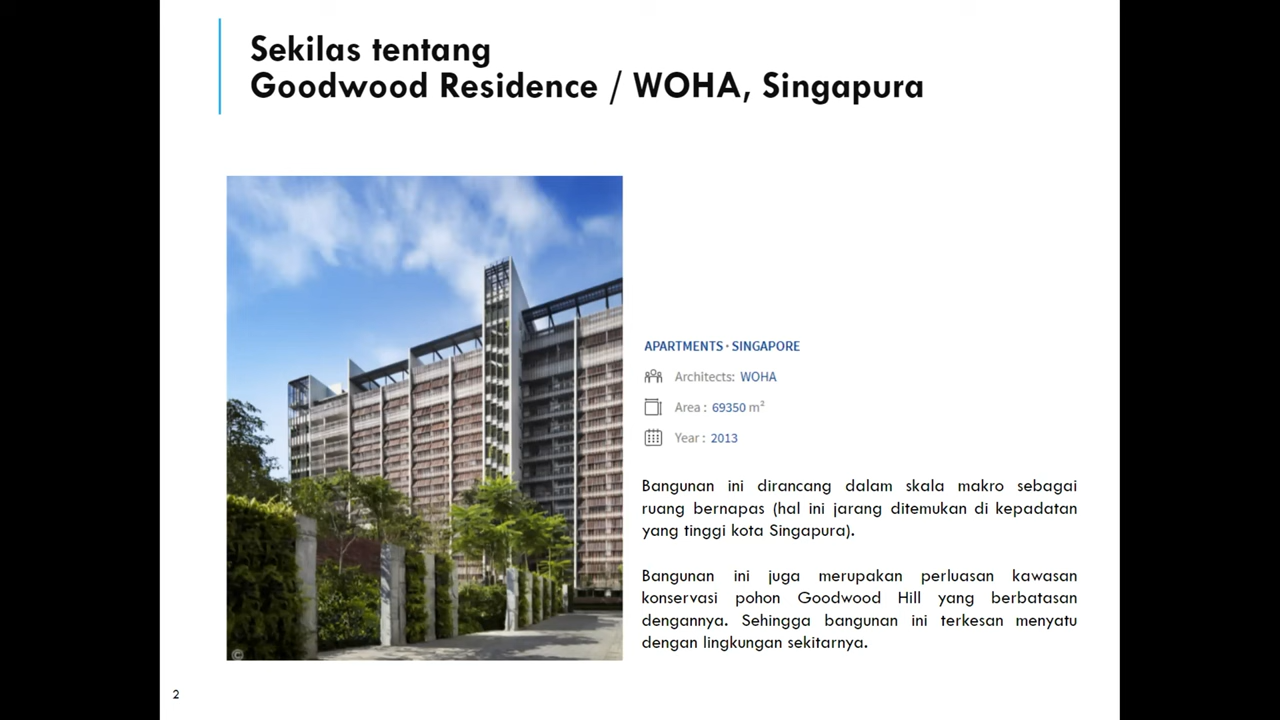 Sekilas tentang
Goodwood Residence / WOHA, Singapura
APARTMENTS · SINGAPORE
Architects: WOHA
Area : 69350 m²
Year : 2013
Bangunan ini dirancang dalam skala makro sebagai
ruang bernapas (hal ini jarang ditemukan di kepadatan
yang tinggi kota Singapura).
Bangunan ini juga merupakan perluasan kawasan
konservasi pohon Goodwood Hill yang berbatasan
dengannya. Sehingga bangunan ini terkesan menyatu
dengan lingkungan sekitarnya.
©
2